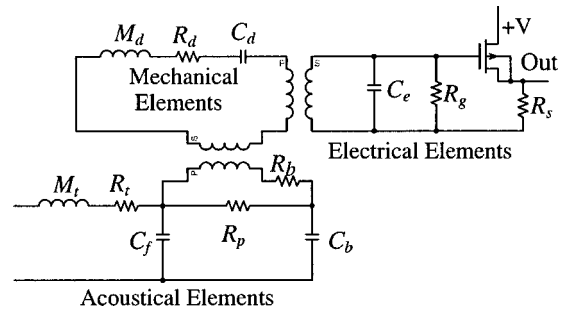 +V
M_d R_d C_d
P S
Mechanical
Elements
Out
C_e R_g R_s
S
Electrical Elements
P
R_b
M_t R_t
C_f R_p C_b
Acoustical Elements